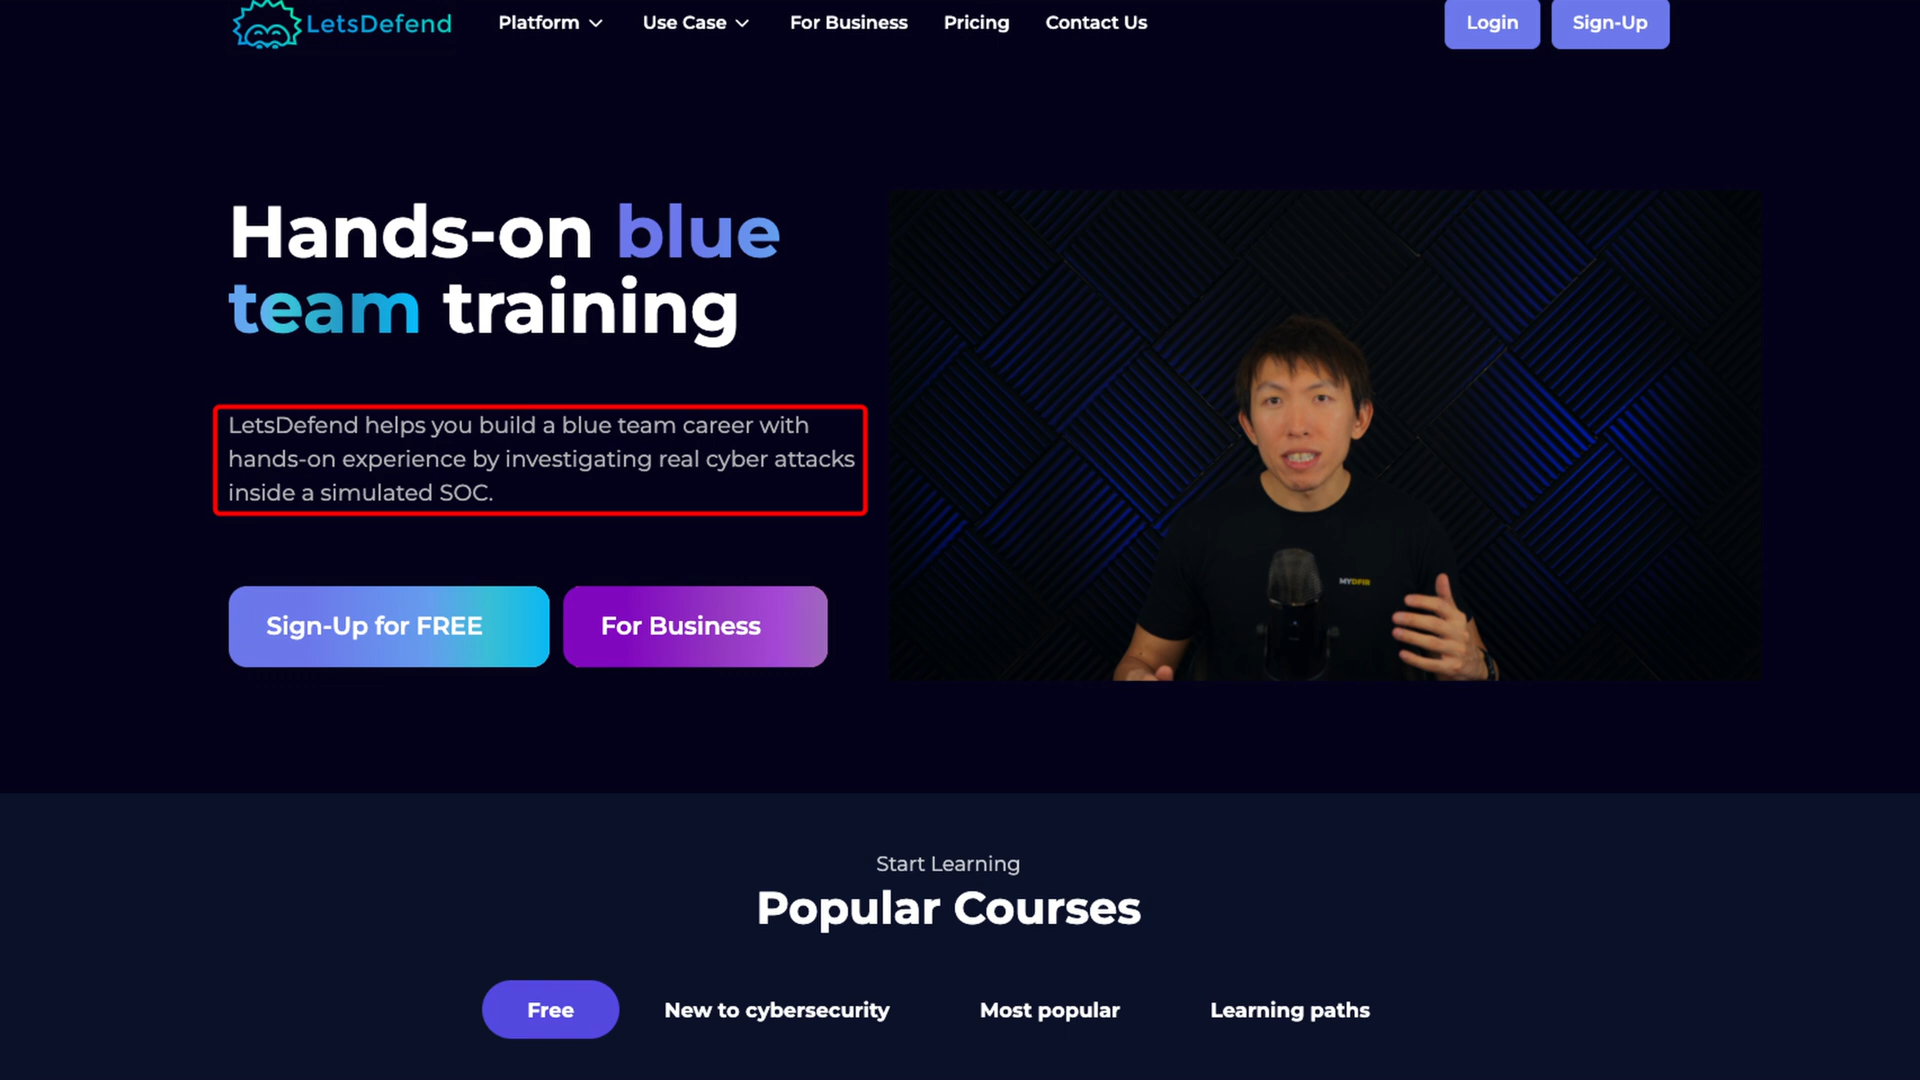 LetsDefend
Platform
Use Case
For Business
Pricing
Contact Us
Login
Sign-Up
Hands-on blue
team training
LetsDefend helps you build a blue team career with
hands-on experience by investigating real cyber attacks
inside a simulated SOC.
MYDFIR
Sign-Up for FREE
For Business
Start Learning
Popular Courses
Free
New to cybersecurity
Most popular
Learning paths